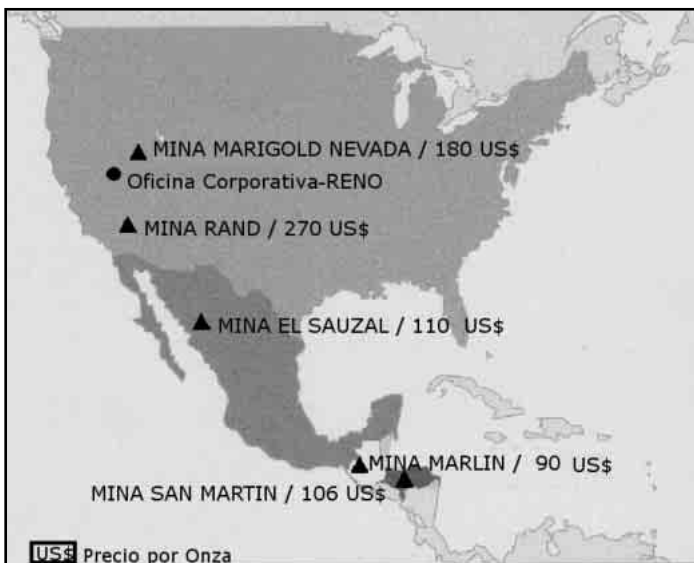 MINA MARIGOLD NEVADA / 180 US$
Oficina Corporativa-RENO
MINA RAND / 270 US$
MINA EL SAUZAL / 110 US$
MINA MARLIN / 90 US$
MINA SAN MARTIN / 106 US$
US$ Precio por Onza